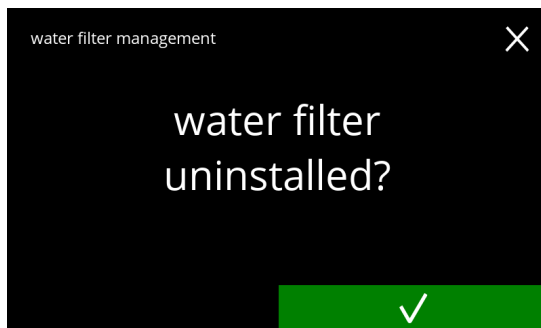 water filter management
water filter
uninstalled?